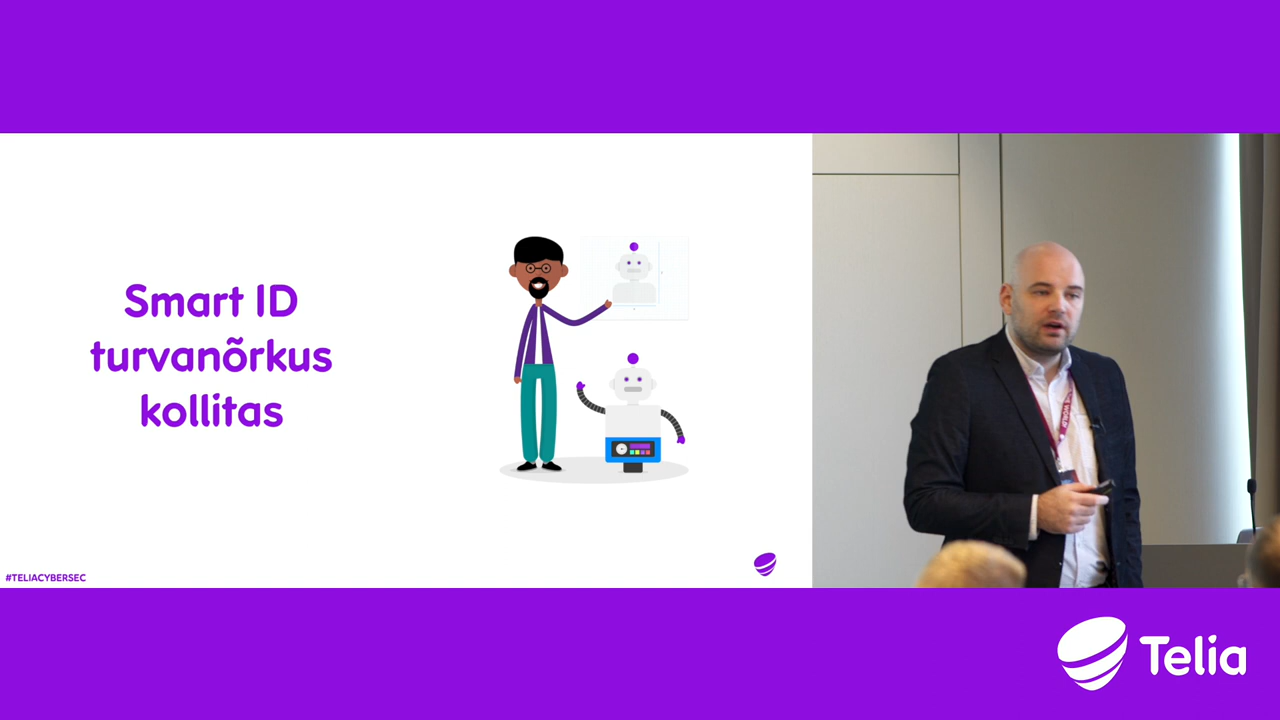 Smart ID
turvanõrkus
kollitas
#TELIACYBERSEC
Telia